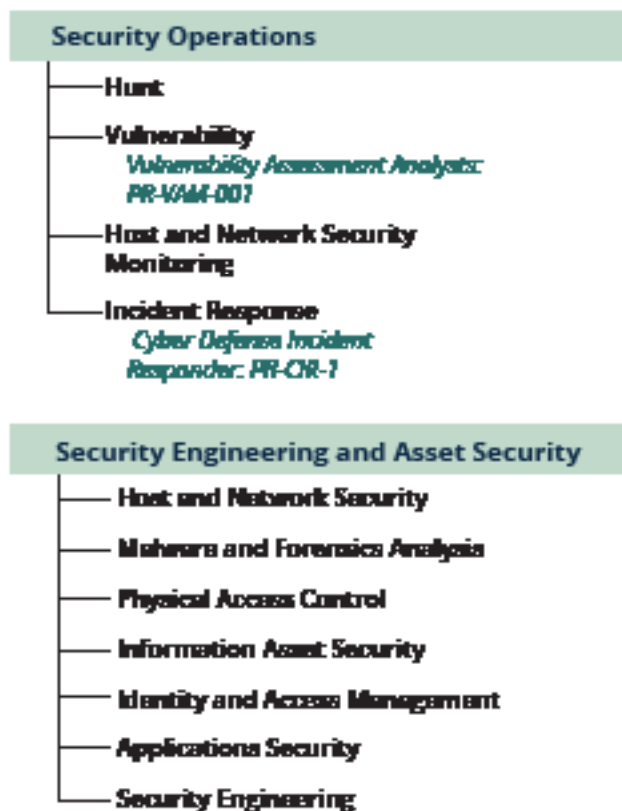 Security Operations
Hunt
Vulnerability
Vulnerability Assessment Analysts:
PR-VAM-001
Host and Network Security
Monitoring
Incident Response
Cyber Defense Incident
Responder: PR-CIR-1
Security Engineering and Asset Security
Host and Network Security
Malware and Forensics Analysis
Physical Access Control
Information Asset Security
Identity and Access Management
Applications Security
Security Engineering